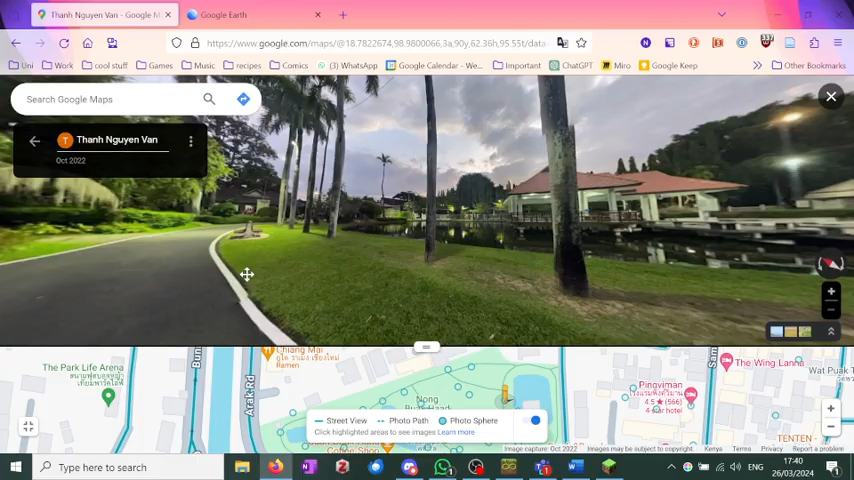 Thanh Nguyen Van - Google M
Google Earth
https://www.google.com/maps/@18.7822674,98.9800066,3a,90y,62.36h,95.55t/data
Uni
Work
cool stuff
Games
Music
recipes
Comics
(3) WhatsApp
Google Calendar - We...
Important
ChatGPT
Miro
Google Keep
Other Bookmarks
Search Google Maps
T
Thanh Nguyen Van
Oct 2022
The Park Life Arena
Arak Rd
Chiang Mai
Ramen
Nong
The Wing Lanna
Wat Puak
Pingviman
4.5 ★ (566)
4-star hotel
TENTEN -
Street View
Photo Path
Photo Sphere
Click highlighted areas to see images Learn more
Image capture: Oct 2022
Images may be subject to copyright.
Kenya
Terms
Privacy
Report a problem
Type here to search
ENG
17:40
26/03/2024